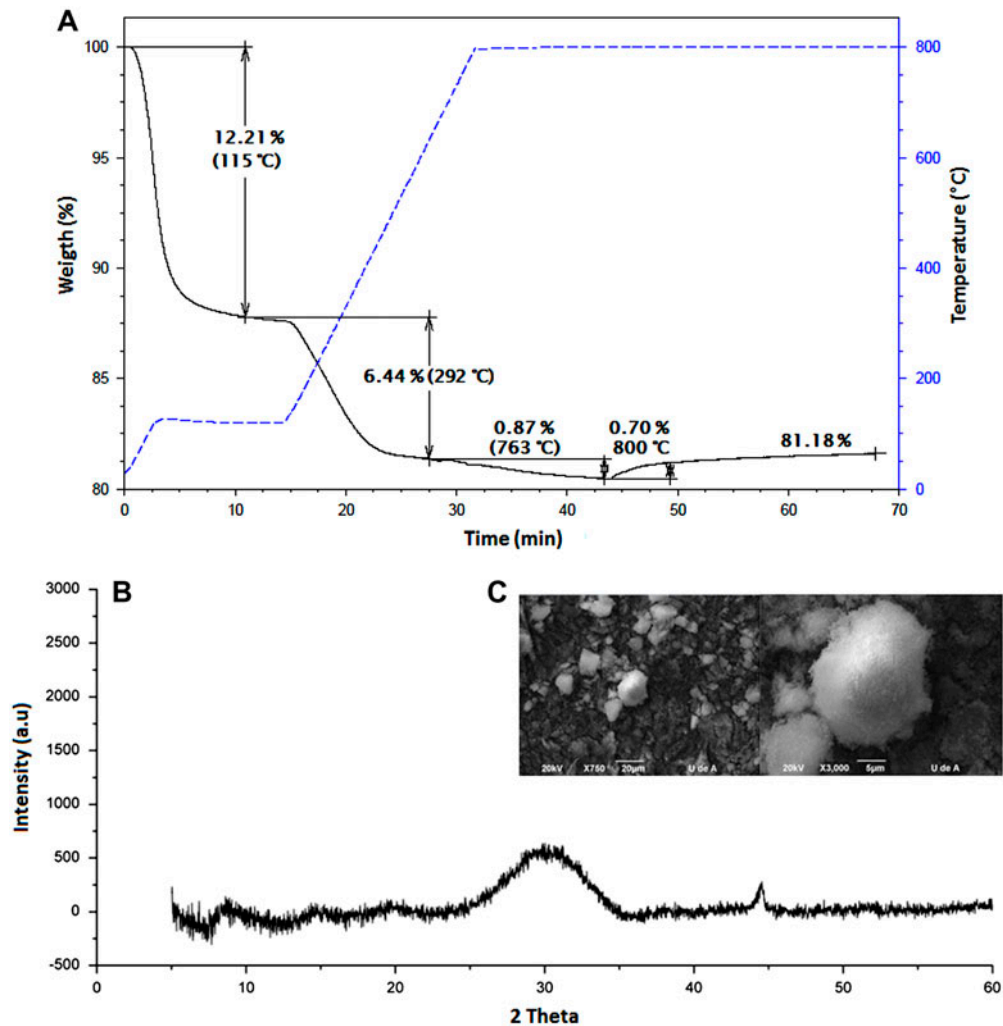 A
100
95
90
85
80
Weigth (%)
12.21 %
(115 °C)
6.44 % (292 °C)
0.87 %
(763 °C)
0.70 %
800 °C
81.18 %
800
600
400
200
0
Temperature (°C)
0 10 20 30 40 50 60 70
Time (min)
B
C
3000
2500
2000
1500
1000
500
0
-500
Intensity (a.u)
20kV X750 20µm U de A
20kV X3,000 5µm U de A
0 10 20 30 40 50 60
2 Theta